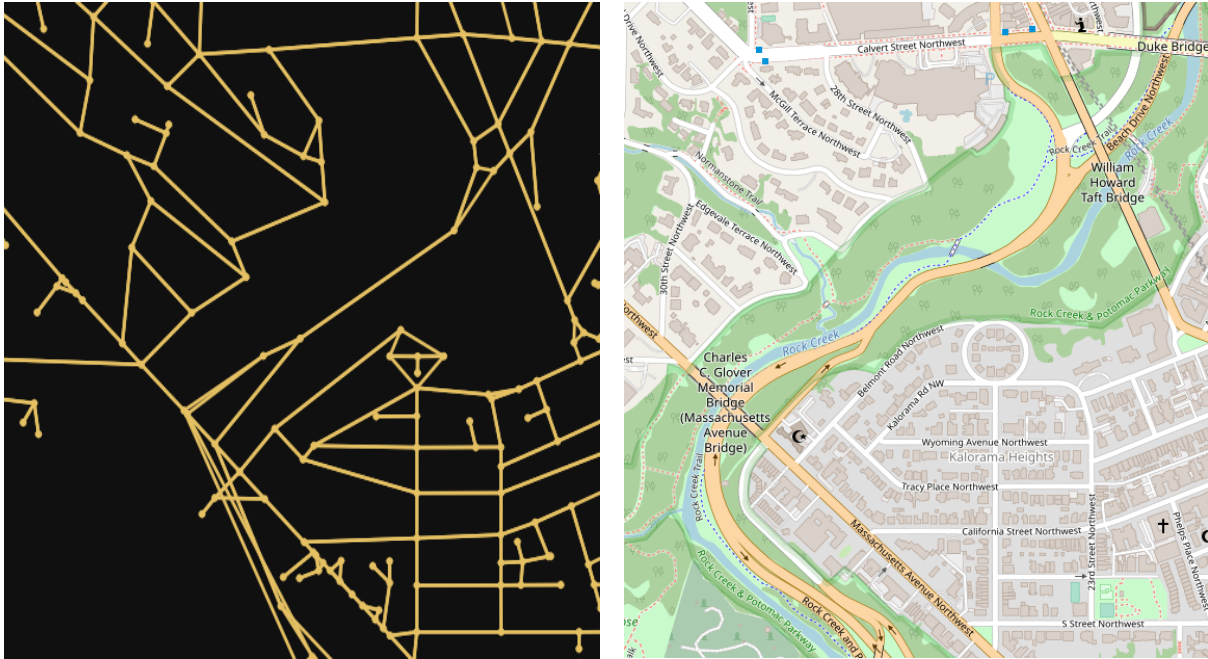 Drive Northwest
Calvert Street Northwest
Duke Bridge
McGill Terrace Northwest
28th Street Northwest
Rock Creek Trail
Beach Drive Northwest
Rock Creek
William
Howard
Taft Bridge
Normanstone Trail
Edgevale Terrace Northwest
30th Street Northwest
Northwest
Rock Creek
Rock Creek & Potomac Parkway
Charles
C. Glover
Memorial
Bridge
(Massachusetts
Avenue
Bridge)
Belmont Road Northwest
Kalorama Rd NW
Wyoming Avenue Northwest
Kalorama Heights
Tracy Place Northwest
Rock Creek Trail
California Street Northwest
Massachusetts Avenue Northwest
23rd Street Northwest
Phelps Place Northwest
Rock Creek & Potomac Parkway
Rock Creek and P
S Street Northwest